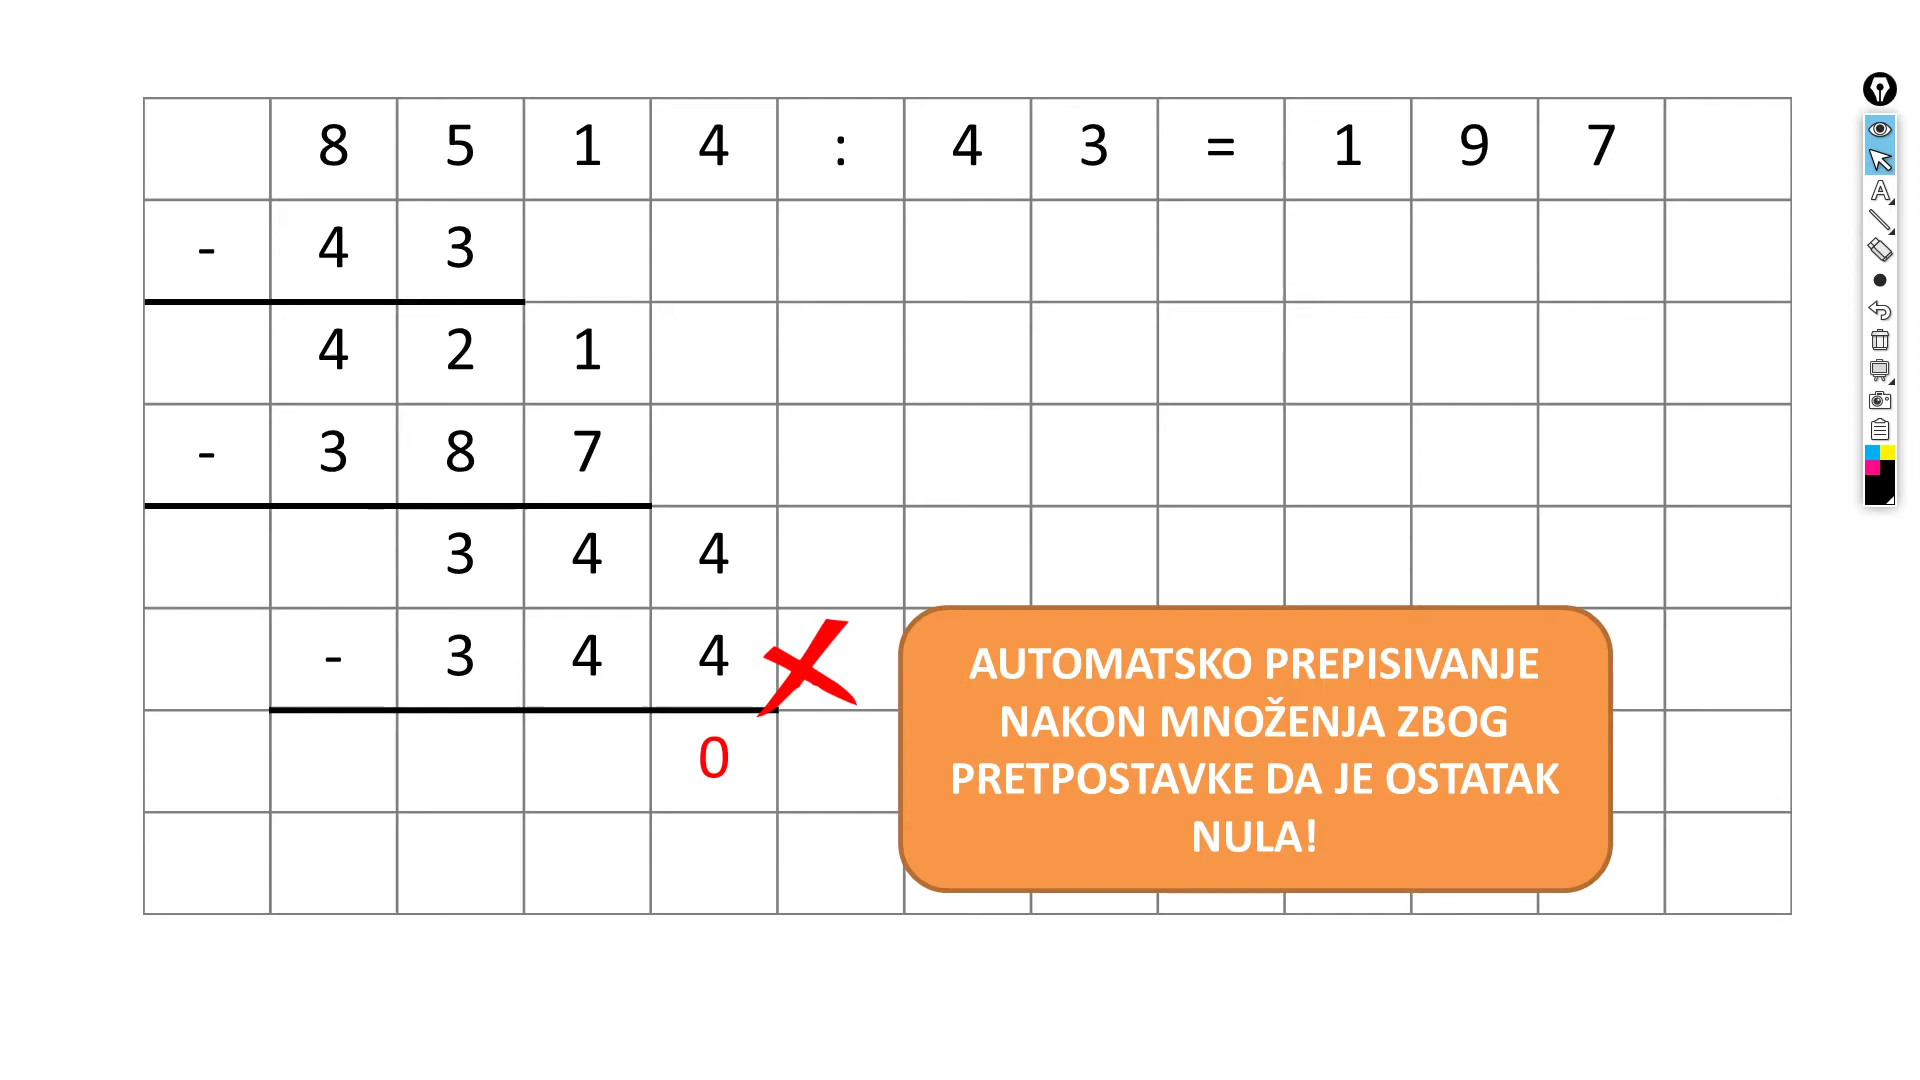 8 5 1 4 : 4 3 = 1 9 7
- 4 3
4 2 1
- 3 8 7
3 4 4
- 3 4 4
0
AUTOMATSKO PREPISIVANJE
NAKON MNOŽENJA ZBOG
PRETPOSTAVKE DA JE OSTATAK
NULA!
A